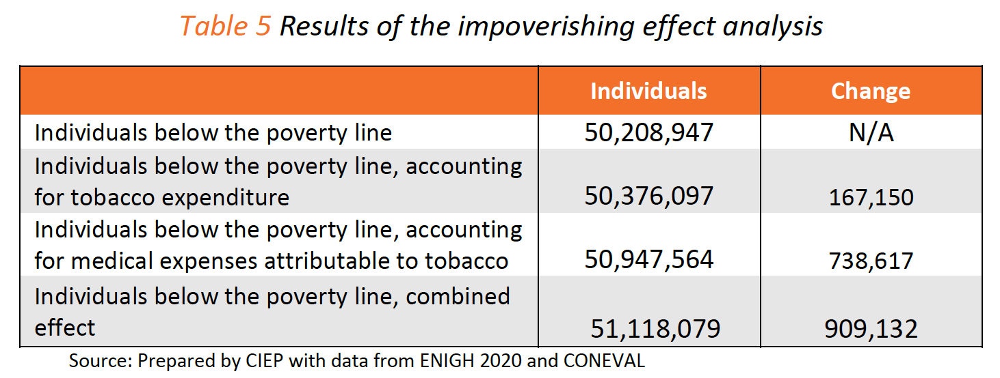 Table 5 Results of the impoverishing effect analysis
Individuals Change
Individuals below the poverty line 50,208,947 N/A
Individuals below the poverty line, accounting
for tobacco expenditure 50,376,097 167,150
Individuals below the poverty line, accounting
for medical expenses attributable to tobacco 50,947,564 738,617
Individuals below the poverty line, combined
effect 51,118,079 909,132
Source: Prepared by CIEP with data from ENIGH 2020 and CONEVAL